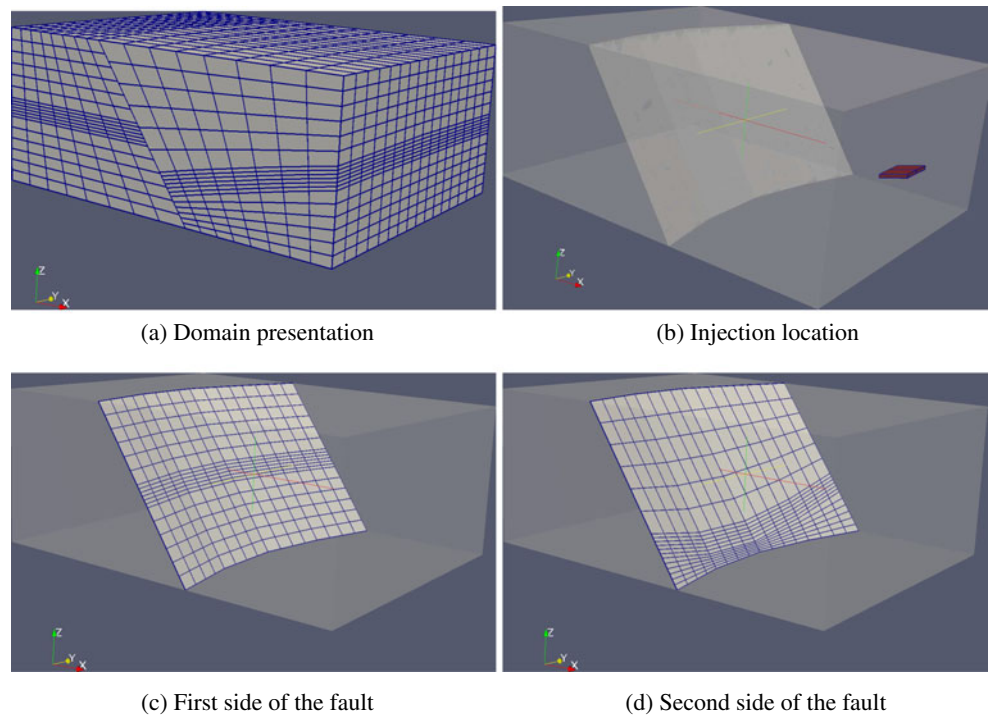 Z
Y
X
Z
Y
X
(a) Domain presentation
(b) Injection location
Z
Y
X
Z
Y
X
(c) First side of the fault
(d) Second side of the fault